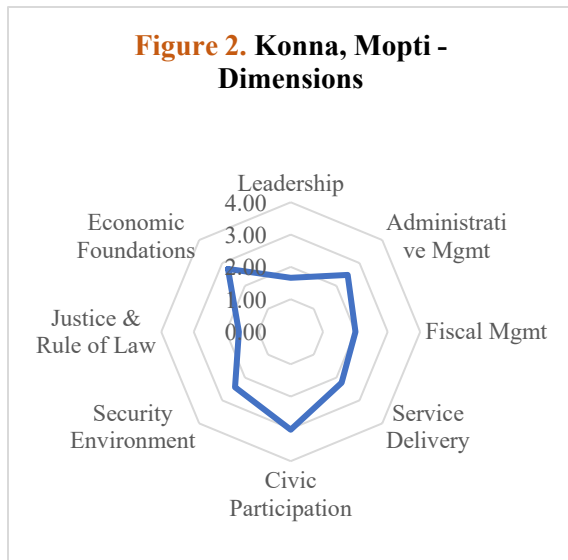 Figure 2. Konna, Mopti -
Dimensions
Leadership
4.00
3.00
2.00
1.00
0.00
Administrati
ve Mgmt
Fiscal Mgmt
Service
Delivery
Civic
Participation
Security
Environment
Justice &
Rule of Law
Economic
Foundations